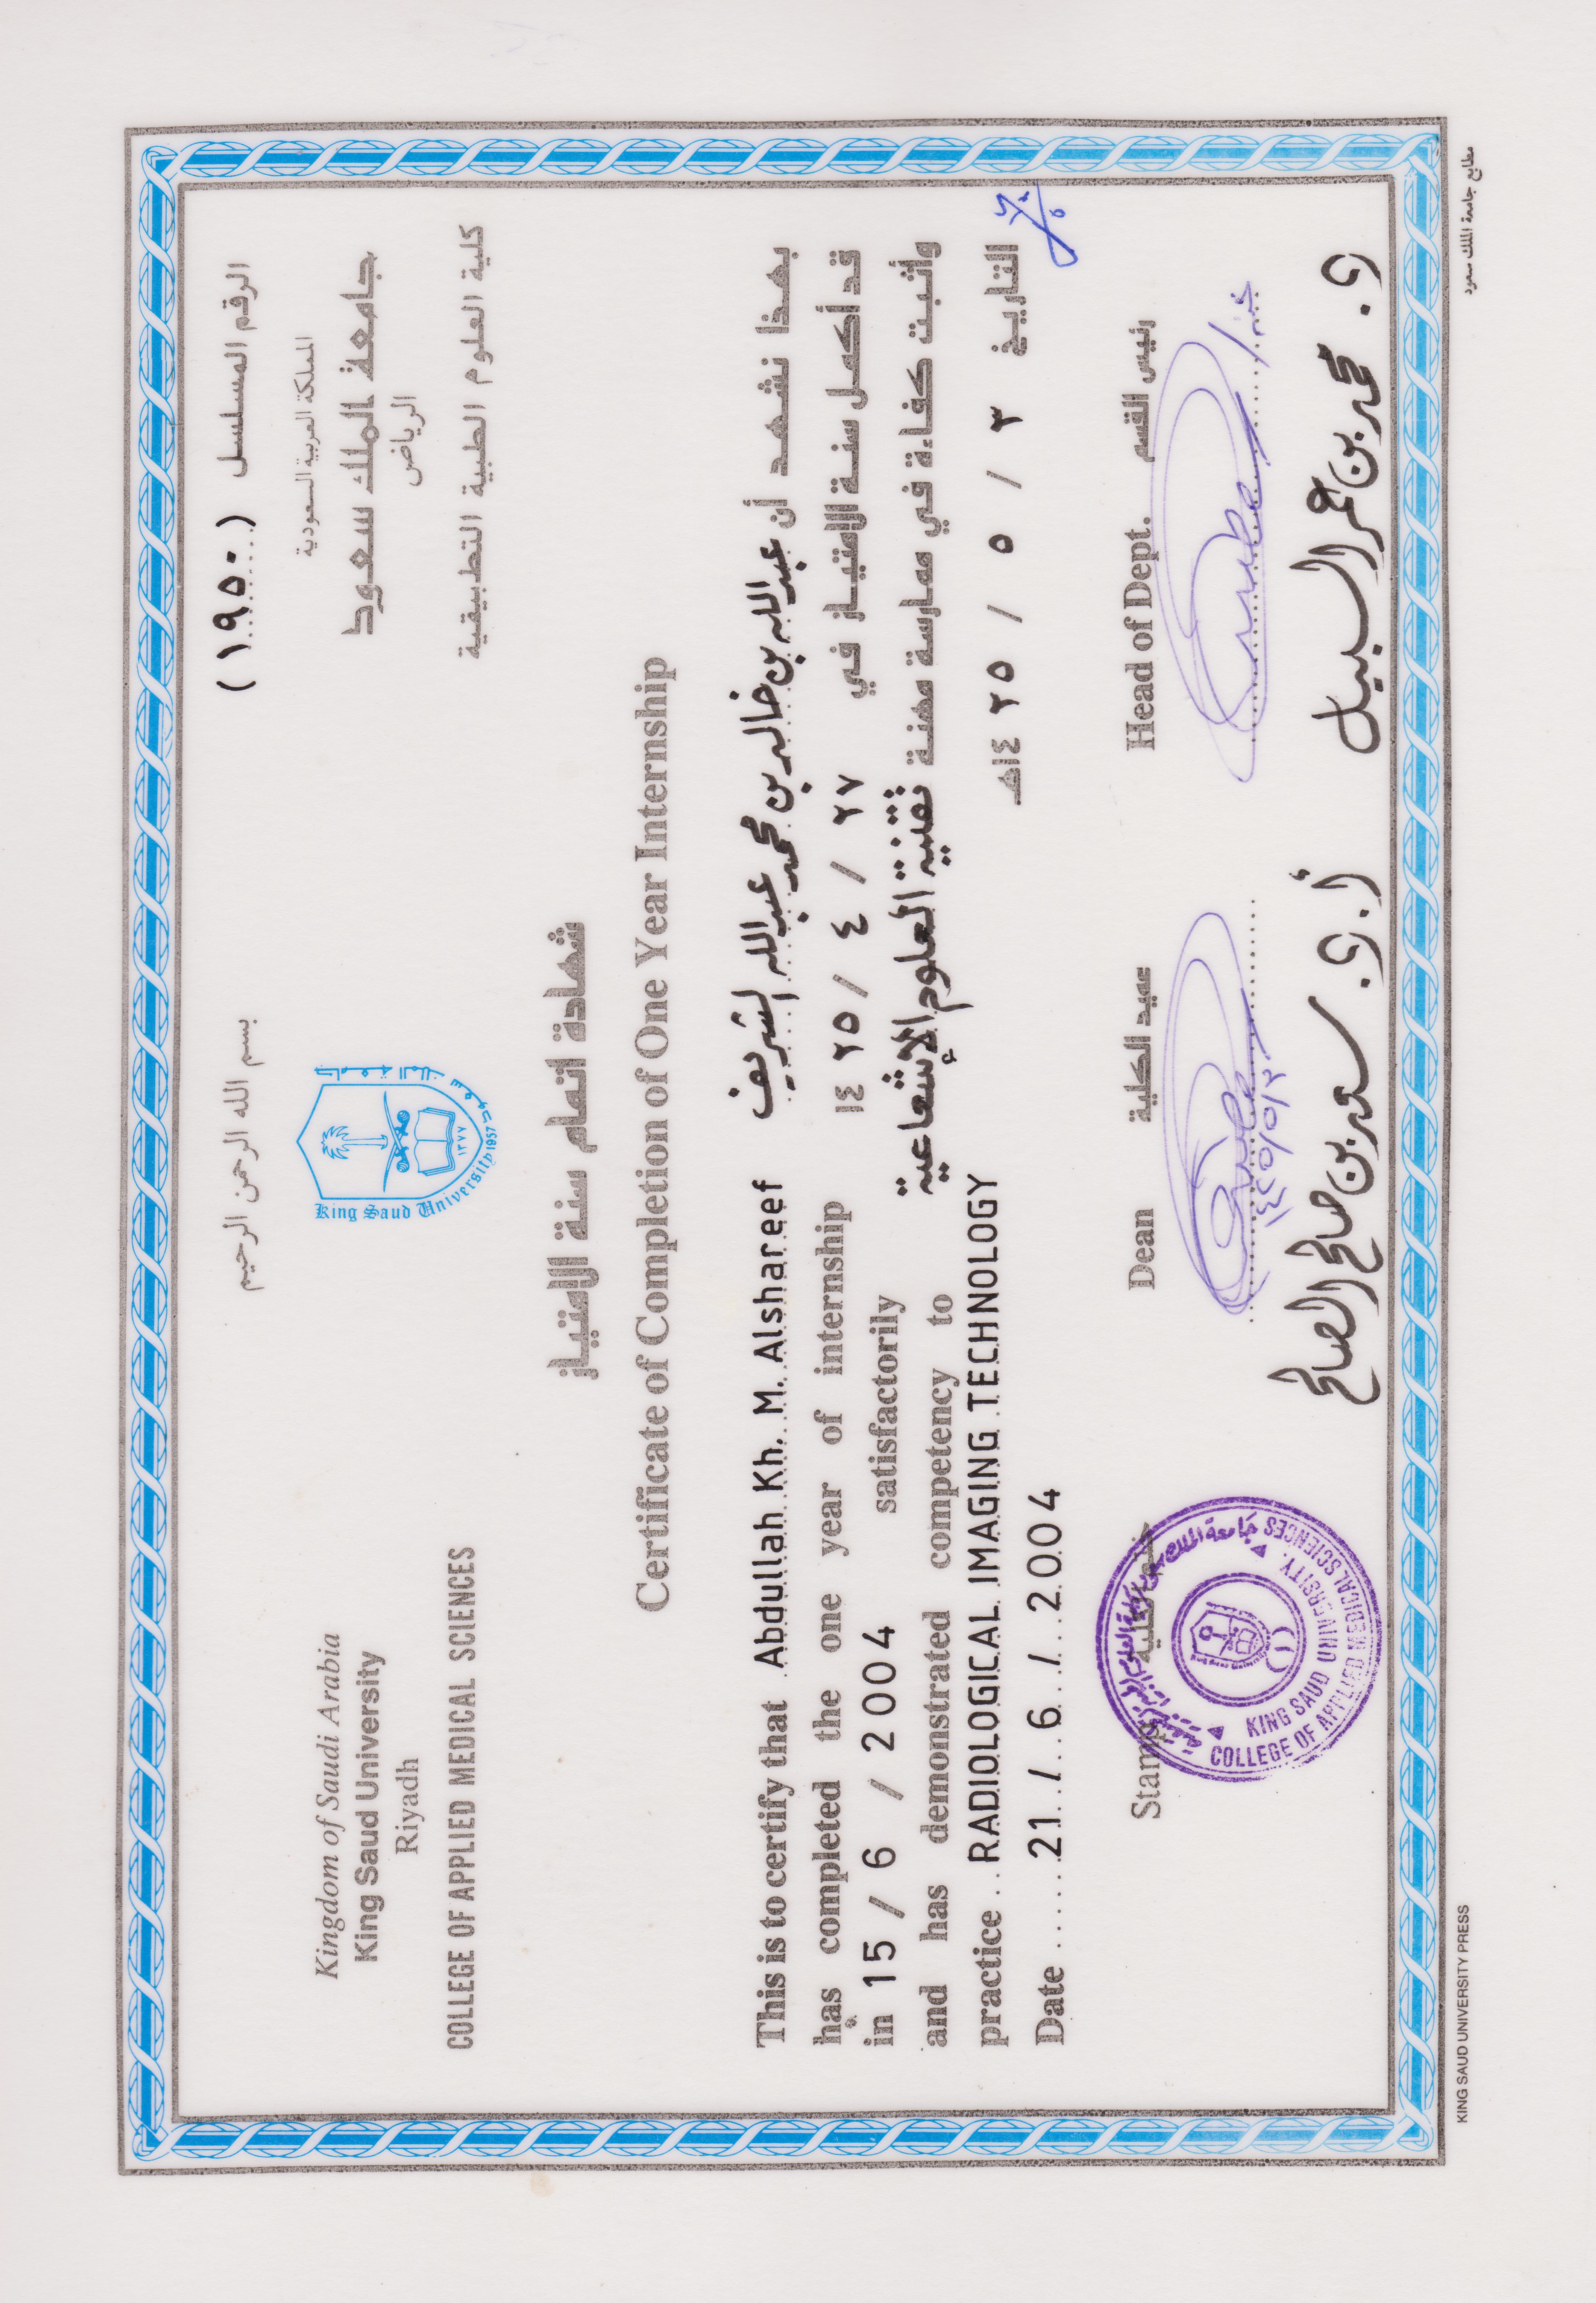 بسم الله الرحمن الرحيم
الرقم المسلسل (١٩٥٠)
المملكة العربية السعودية
جامعة الملك سعود
الرياض
كلية العلوم الطبية التطبيقية
Kingdom of Saudi Arabia
King Saud University
Riyadh
COLLEGE OF APPLIED MEDICAL SCIENCES
جامعة الملك سعود
١٣٧٧
King Saud University 1957
شهادة اتمام سنة الامتياز
Certificate of Completion of One Year Internship
بهذا نشهد أن عبدالله بن خالد بن محمد عبدالله الشريف
قد أكمل سنة الامتياز في ٢٧ / ٤ / ١٤٢٥
وأثبت كفاءة في ممارسة مهنة تقنية العلوم الإشعاعية
التاريخ ٣ / ٥ / ١٤٢٥هـ
This is to certify that Abdullah Kh. M. Alshareef
has completed the one year of internship
in 15 / 6 / 2004 satisfactorily
and has demonstrated competency to
practice RADIOLOGICAL IMAGING TECHNOLOGY
Date 21 / 6 / 2004
رئيس القسم Head of Dept.
د. محمد بن عمر السبيل
عميد الكلية Dean
١٤٢٥/٥/٣
أ.د. سعد بن صالح الصالح
Stamp
KING SAUD UNIVERSITY.
COLLEGE OF APPLIED MEDICAL SCIENCES
KING SAUD UNIVERSITY PRESS
مطابع جامعة الملك سعود